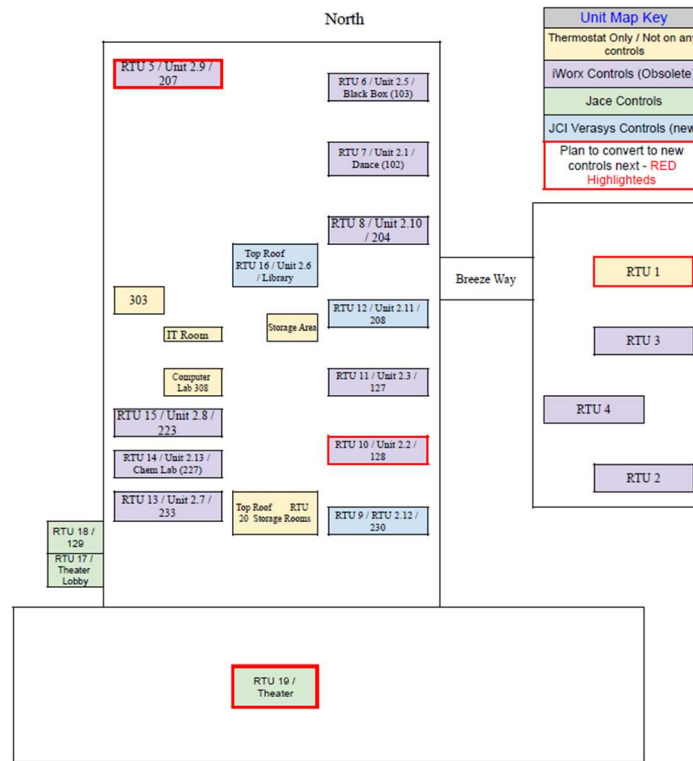 North
Unit Map Key
Thermostat Only / Not on any
controls
iWorx Controls (Obsolete)
Jace Controls
JCI Verasys Controls (new
Plan to convert to new
controls next - RED
Highlighteds
RTU 5 / Unit 2.9 /
207
RTU 6 / Unit 2.5 /
Black Box (103)
RTU 7 / Unit 2.1 /
Dance (102)
RTU 8 / Unit 2.10
/ 204
Top Roof
RTU 16 / Unit 2.6
/ Library
Breeze Way
RTU 1
303
RTU 12 / Unit 2.11 /
208
IT Room
Storage Area
RTU 3
Computer
Lab 308
RTU 11 / Unit 2.3 /
127
RTU 4
RTU 15 / Unit 2.8 /
223
RTU 10 / Unit 2.2 /
128
RTU 14 / Unit 2.13 /
Chem Lab (227)
RTU 2
RTU 13 / Unit 2.7 /
233
Top Roof RTU
20 Storage Rooms
RTU 9 / RTU 2.12 /
230
RTU 18 /
129
RTU 17 /
Theater
Lobby
RTU 19 /
Theater